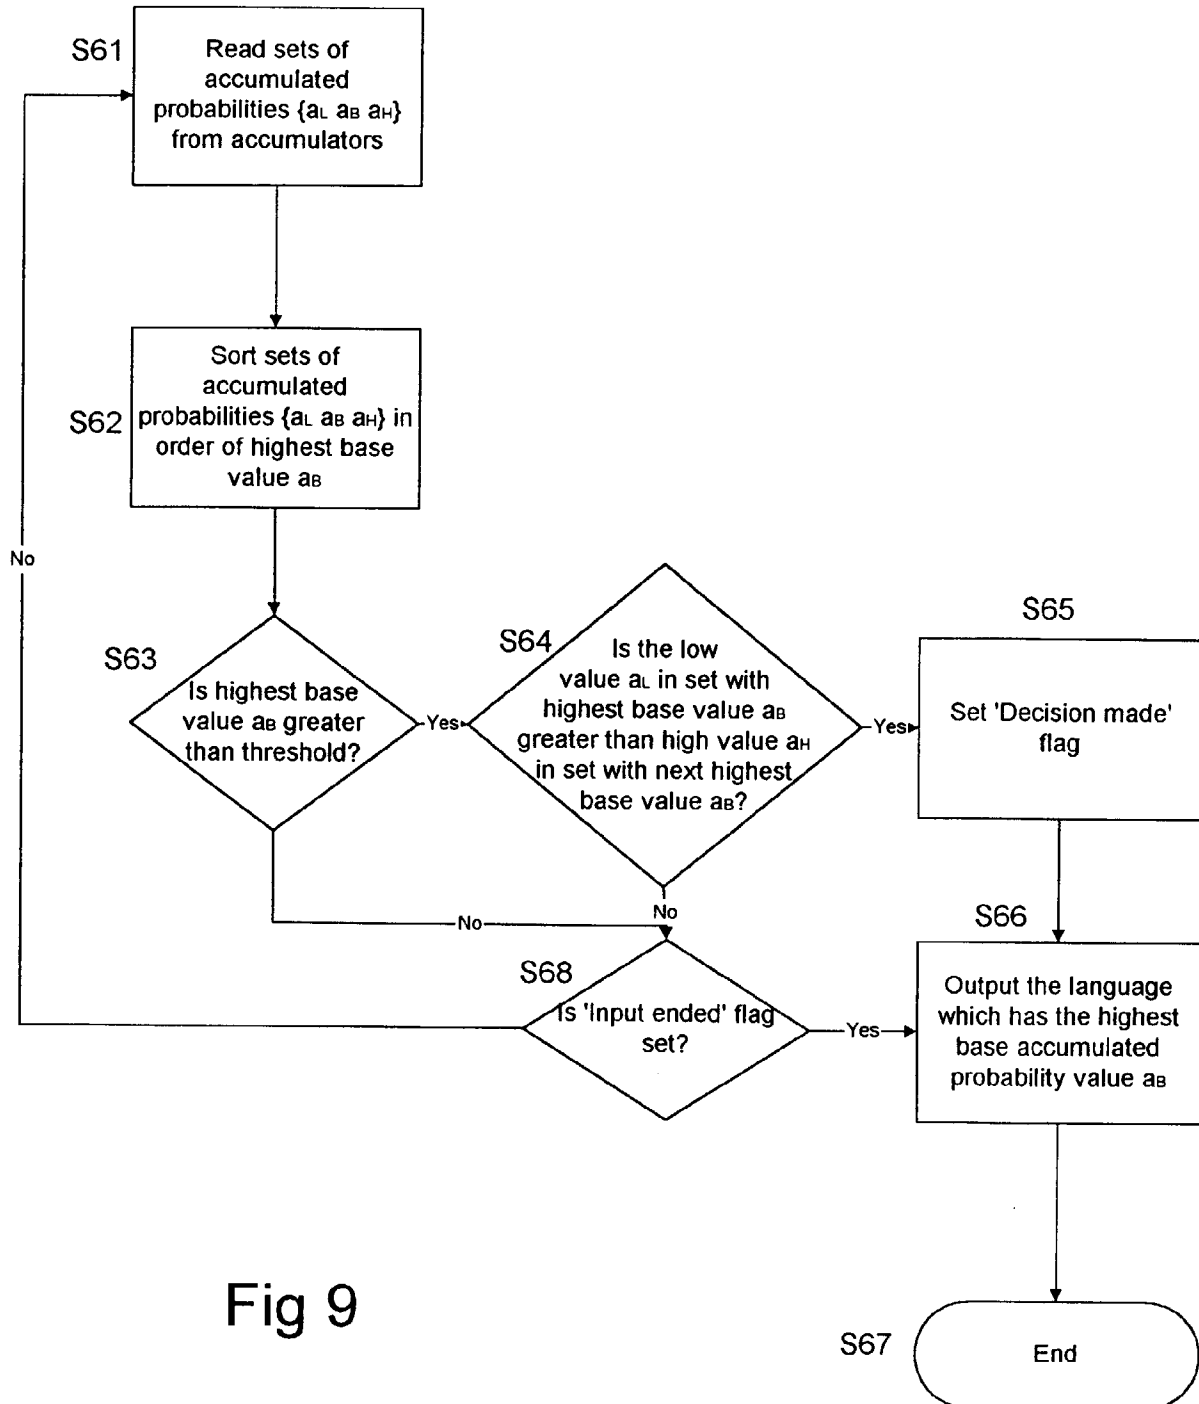 S61
Read sets of
accumulated
probabilities {aL aB aH}
from accumulators
S62
Sort sets of
accumulated
probabilities {aL aB aH} in
order of highest base
value aB
No
S63
Is highest base
value aB greater
than threshold?
Yes
S64
Is the low
value aL in set with
highest base value aB
greater than high value aH
in set with next highest
base value aB?
Yes
S65
Set 'Decision made'
flag
No
No
S66
Output the language
which has the highest
base accumulated
probability value aB
S68
Is 'Input ended' flag
set?
Yes
Fig 9
S67
End